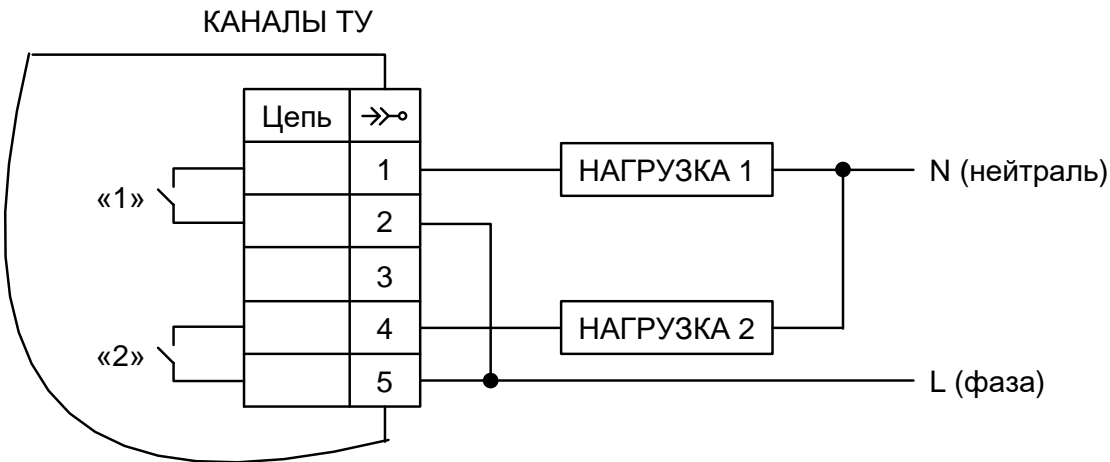 КАНАЛЫ ТУ
Цепь
1
НАГРУЗКА 1
N (нейтраль)
«1»
2
3
4
НАГРУЗКА 2
«2»
5
L (фаза)